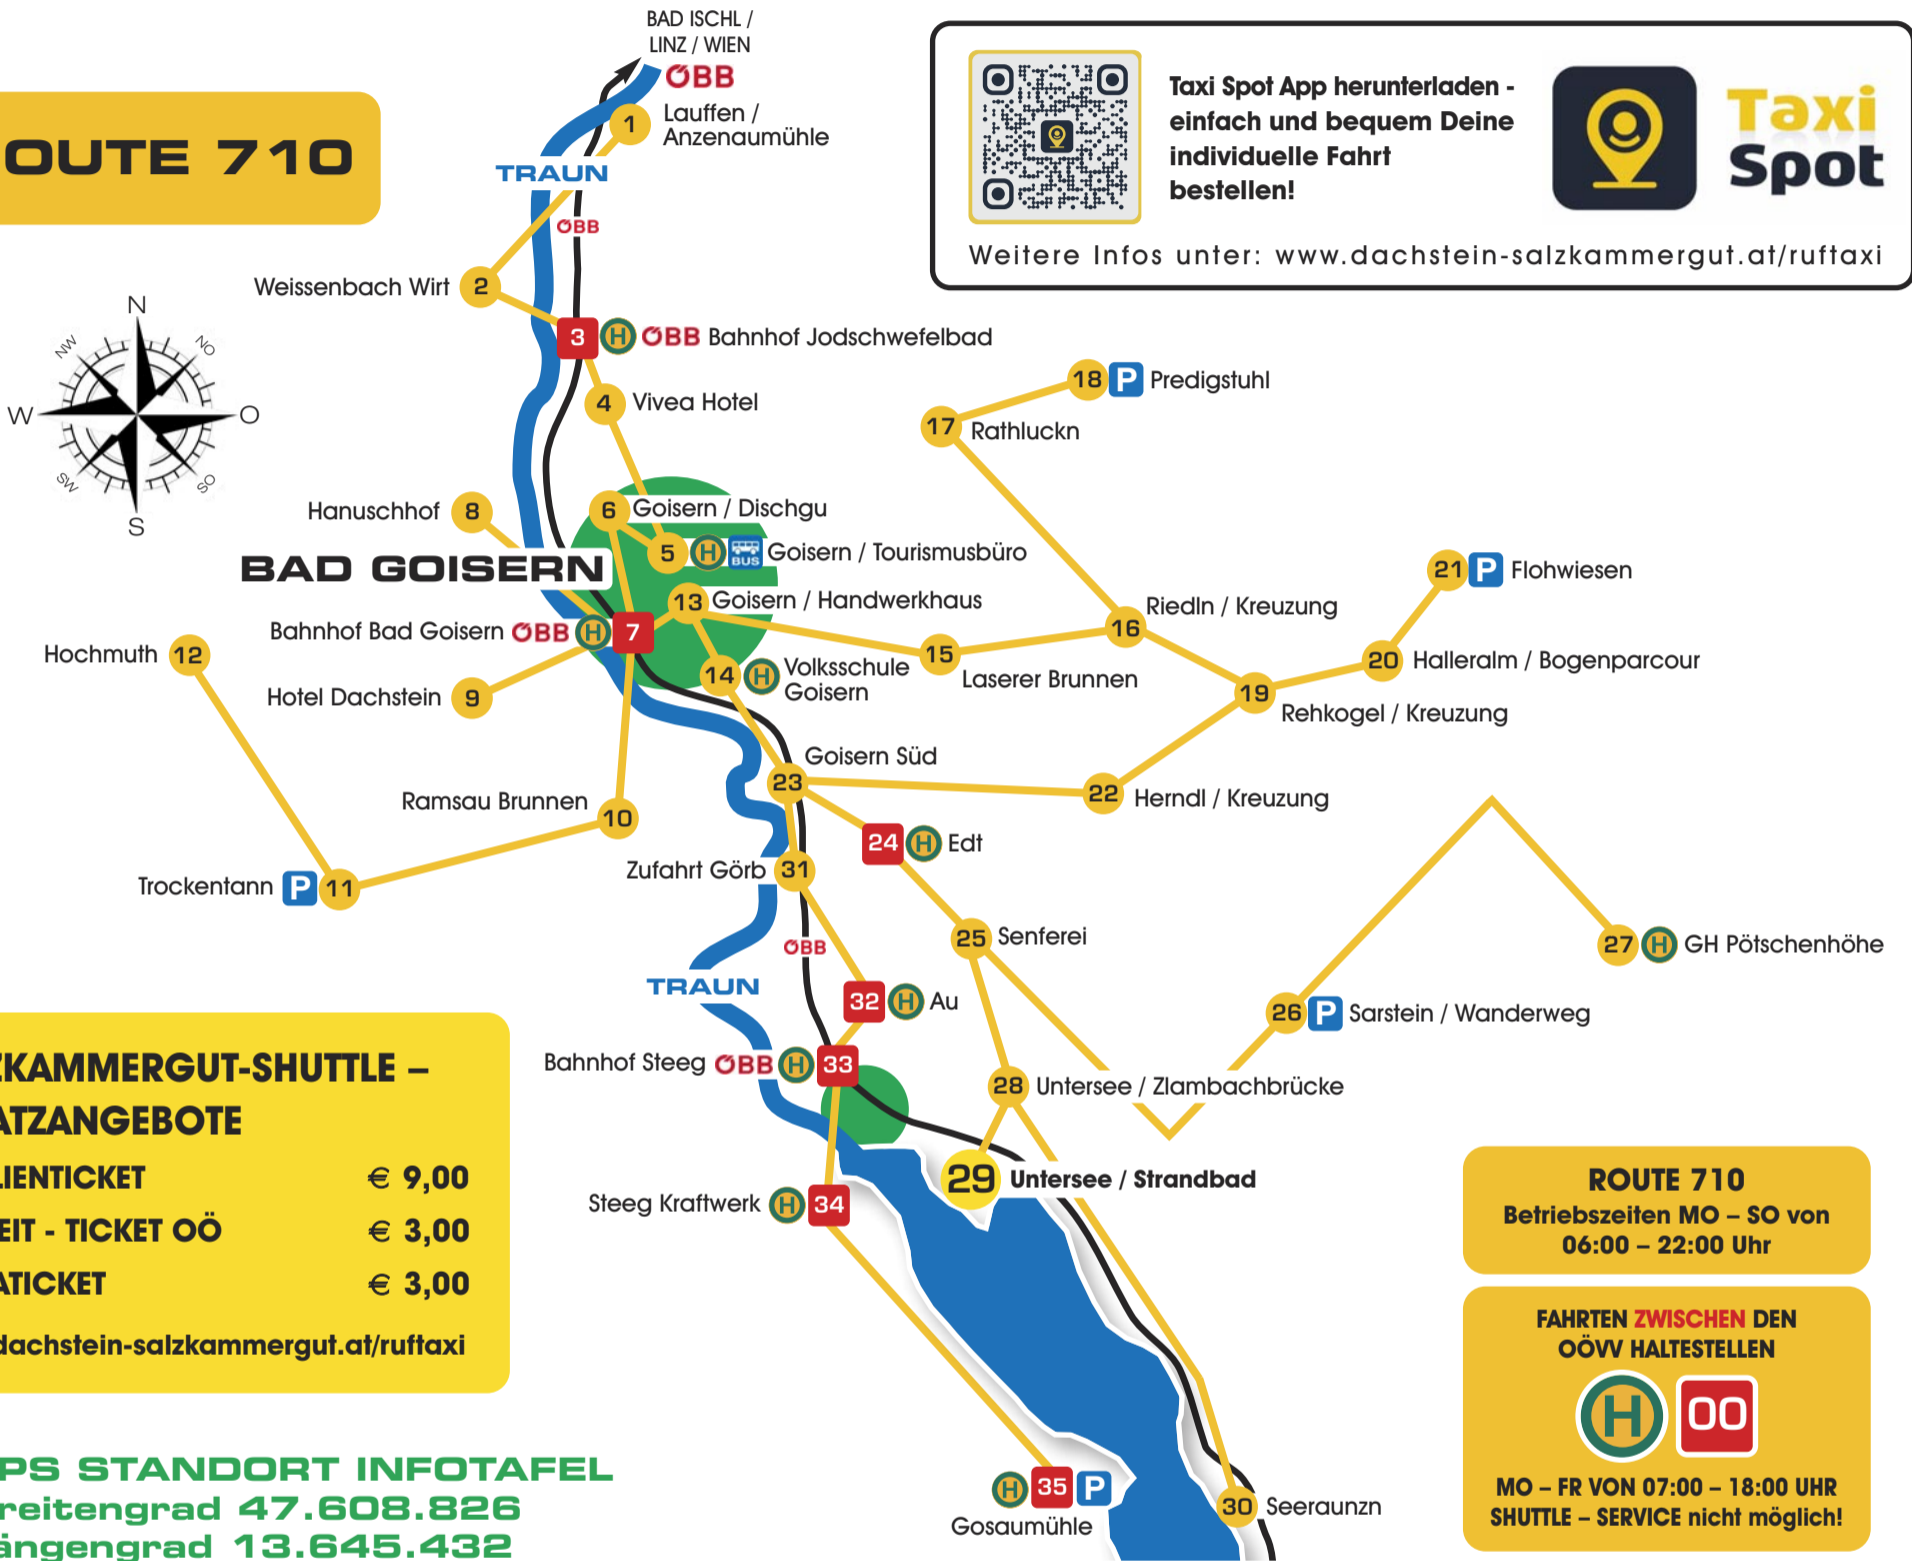 BAD ISCHL /
LINZ / WIEN
ÖBB
OUTE 710
1
Lauffen /
Anzenaumühle
TRAUN
ÖBB
Taxi Spot App herunterladen -
einfach und bequem Deine
individuelle Fahrt
bestellen!
Taxi
Spot
Weitere Infos unter: www.dachstein-salzkammergut.at/ruftaxi
Weissenbach Wirt 2
N
NO
O
SO
S
SW
W
NW
3 H ÖBB Bahnhof Jodschwefelbad
4 Vivea Hotel
18 P Predigstuhl
17 Rathluckn
Hanuschhof 8
6 Goisern / Dischgu
5 H BUS Goisern / Tourismusbüro
BAD GOISERN
21 P Flohwiesen
13 Goisern / Handwerkhaus
16 Riedln / Kreuzung
Bahnhof Bad Goisern ÖBB H 7
Hochmuth 12
15 Laserer Brunnen
20 Halleralm / Bogenparcour
14 H Volksschule
Goisern
Hotel Dachstein 9
19 Rehkogel / Kreuzung
Goisern Süd
23
22 Herndl / Kreuzung
Ramsau Brunnen
10
24 H Edt
Zufahrt Görb 31
Trockentann P 11
25 Senferei
27 H GH Pötschenhöhe
ÖBB
TRAUN
32 H Au
26 P Sarstein / Wanderweg
Bahnhof Steeg ÖBB H 33
28 Untersee / Zlambachbrücke
29 Untersee / Strandbad
Steeg Kraftwerk H 34
ZKAMMERGUT-SHUTTLE –
ATZANGEBOTE
LIENTICKET € 9,00
EIT - TICKET OÖ € 3,00
ATICKET € 3,00
dachstein-salzkammergut.at/ruftaxi
ROUTE 710
Betriebszeiten MO – SO von
06:00 – 22:00 Uhr
FAHRTEN ZWISCHEN DEN
OÖVV HALTESTELLEN
H 00
MO – FR VON 07:00 – 18:00 UHR
SHUTTLE – SERVICE nicht möglich!
H 35 P
Gosaumühle
30 Seeraunzn
PS STANDORT INFOTAFEL
reitengrad 47.608.826
ängengrad 13.645.432